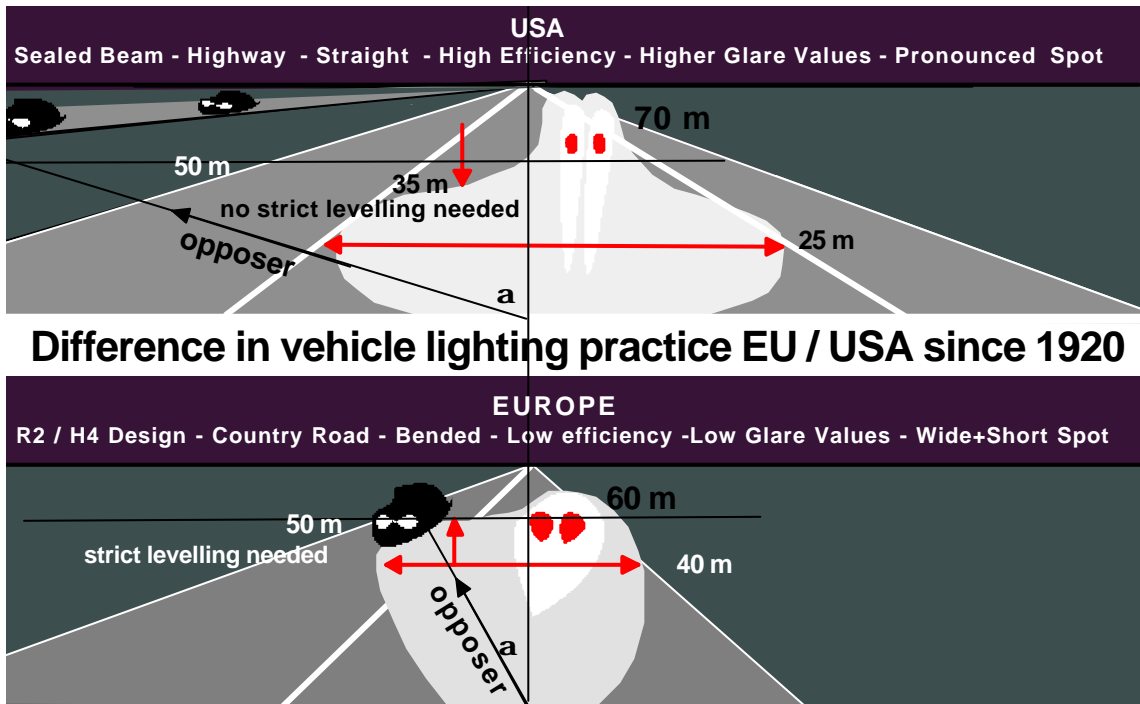 USA
Sealed Beam - Highway - Straight - High Efficiency - Higher Glare Values - Pronounced Spot
70 m
50 m
35 m
no strict levelling needed
opposer
25 m
a
Difference in vehicle lighting practice EU / USA since 1920
EUROPE
R2 / H4 Design - Country Road - Bended - Low efficiency -Low Glare Values - Wide+Short Spot
60 m
50 m
strict levelling needed
40 m
opposer
a